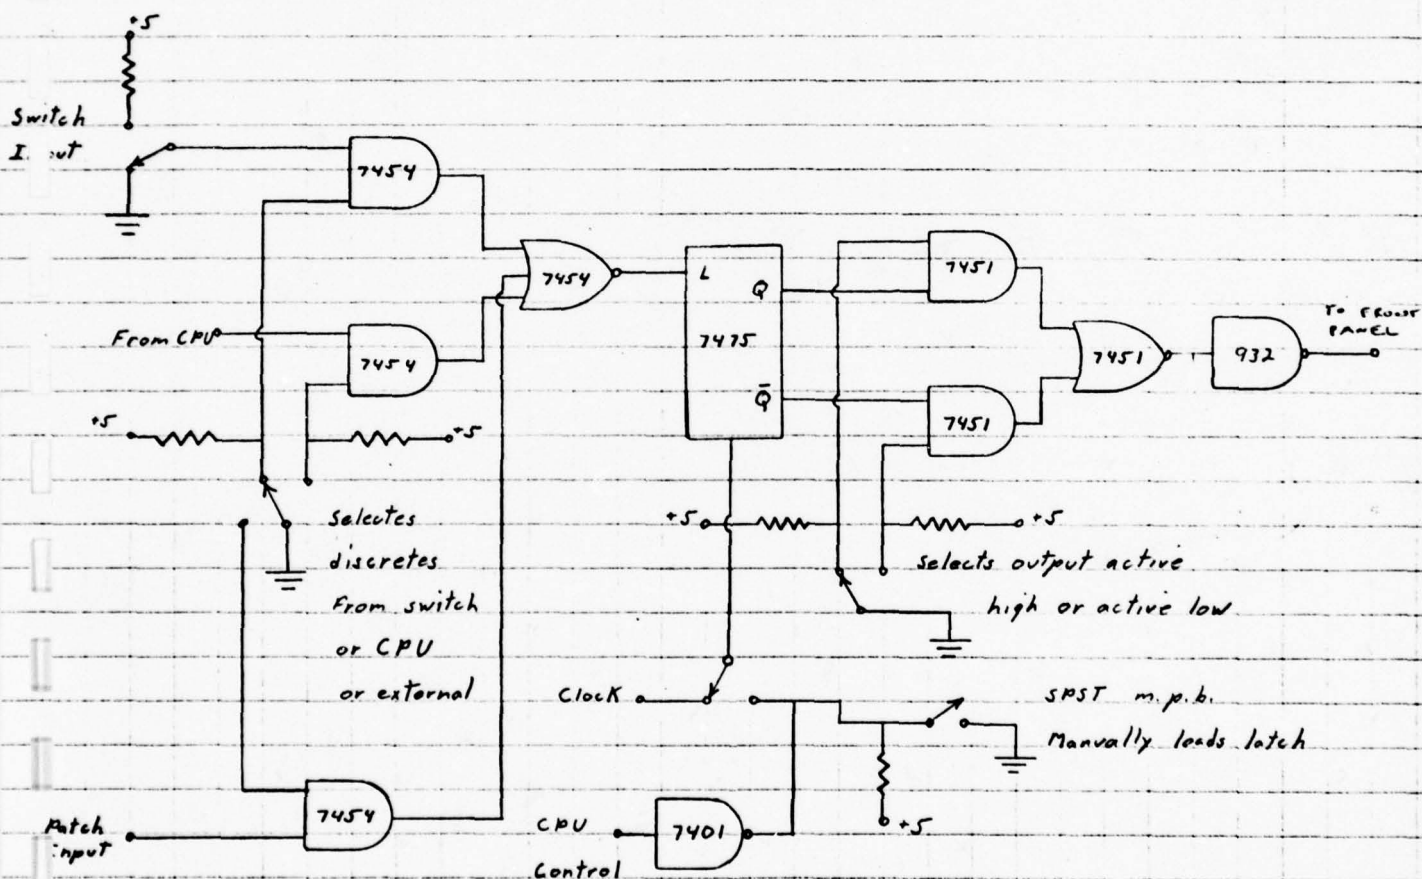 +5
Switch
7454
From CPU
7454
+5
+5
7454
L
Q
7475
Q̄
7451
7451
7451
932
TO FRONT
PANEL
Selectes
discretes
From switch
or CPU
or external
+5
+5
Selects output active
high or active low
Clock
SPST m.p.b.
Manually loads latch
+5
Patch
input
7454
CPU
Control
7401